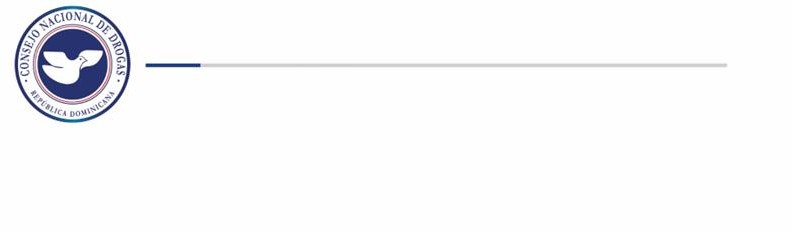 CONSEJO NACIONAL DE DROGAS
REPÚBLICA DOMINICANA